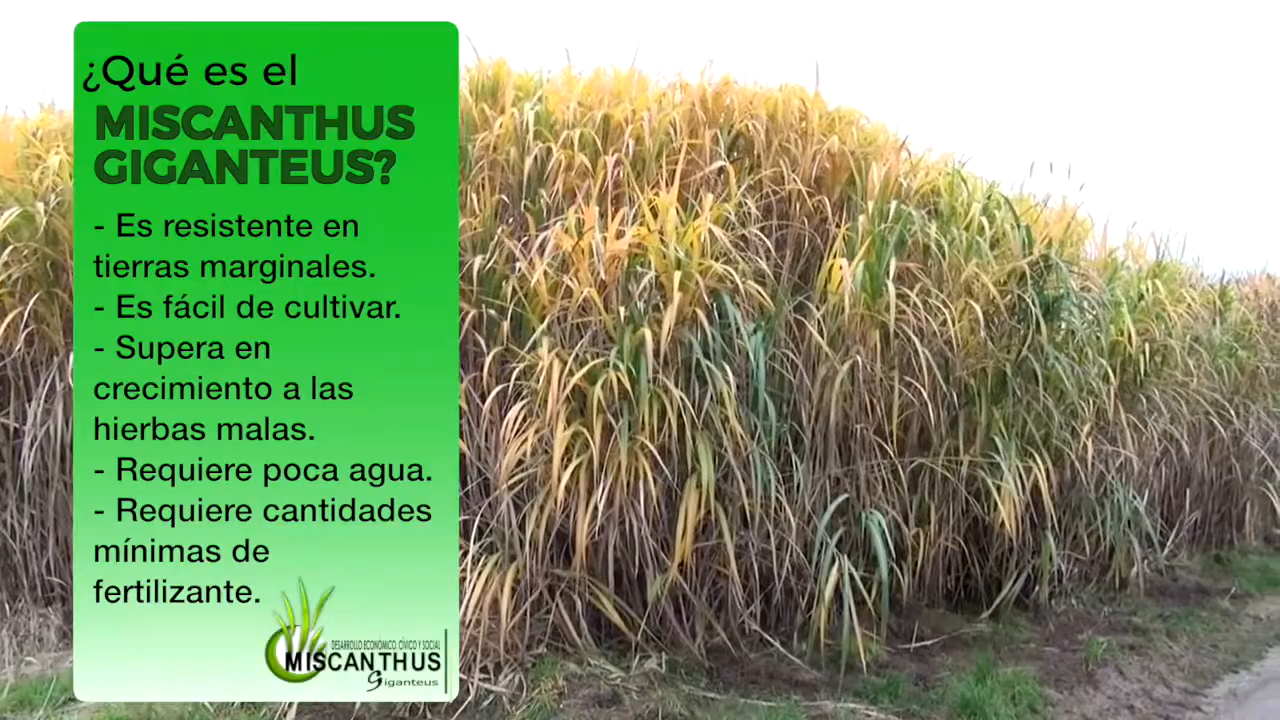 ¿Qué es el
MISCANTHUS
GIGANTEUS?
- Es resistente en
tierras marginales.
- Es fácil de cultivar.
- Supera en
crecimiento a las
hierbas malas.
- Requiere poca agua.
- Requiere cantidades
mínimas de
fertilizante.
DESARROLLO ECONÓMICO, CÍVICO Y SOCIAL
MISCANTHUS
Giganteus